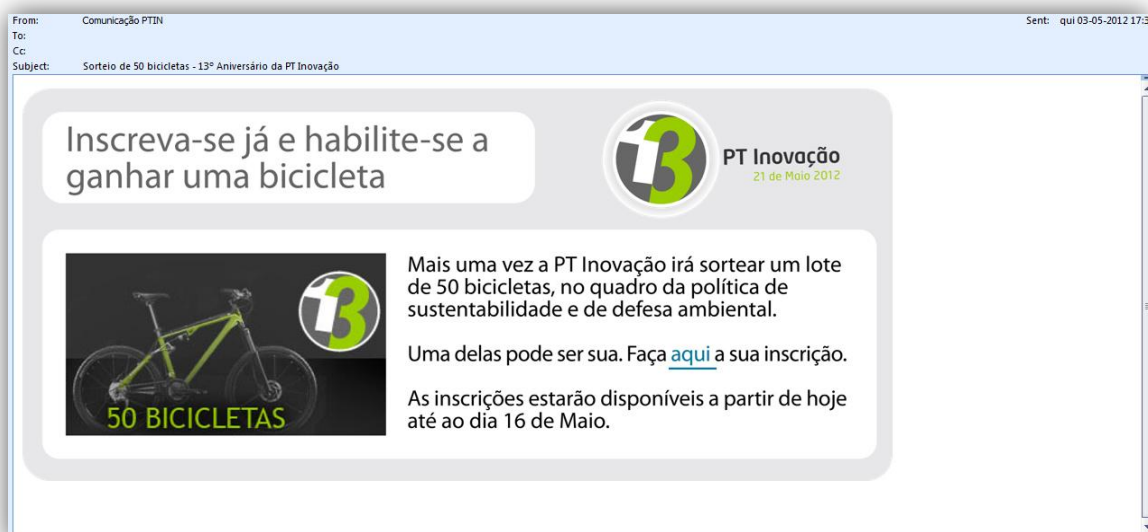 From: Comunicação PTIN Sent: qui 03-05-2012 17:3
To:
Cc:
Subject: Sorteio de 50 bicicletas - 13º Aniversário da PT Inovação
Inscreva-se já e habilite-se a
ganhar uma bicicleta
13
PT Inovação
21 de Maio 2012
13
50 BICICLETAS
Mais uma vez a PT Inovação irá sortear um lote
de 50 bicicletas, no quadro da política de
sustentabilidade e de defesa ambiental.
Uma delas pode ser sua. Faça aqui a sua inscrição.
As inscrições estarão disponíveis a partir de hoje
até ao dia 16 de Maio.